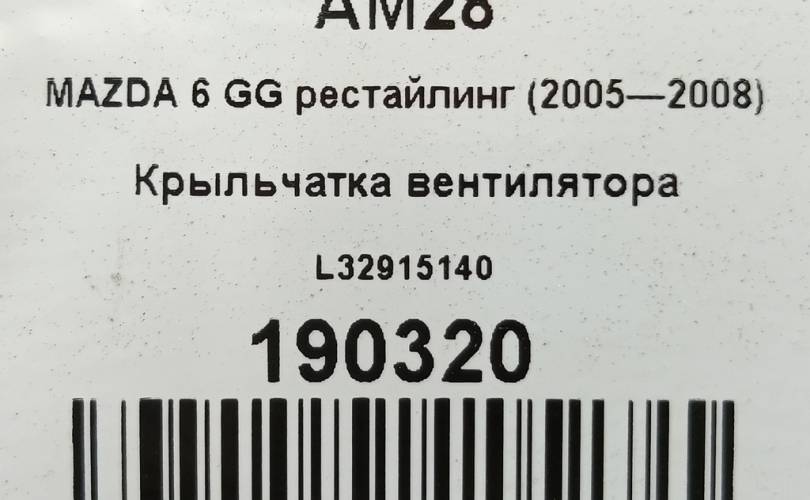 AM28
MAZDA 6 GG рестайлинг (2005—2008)
Крыльчатка вентилятора
L32915140
190320